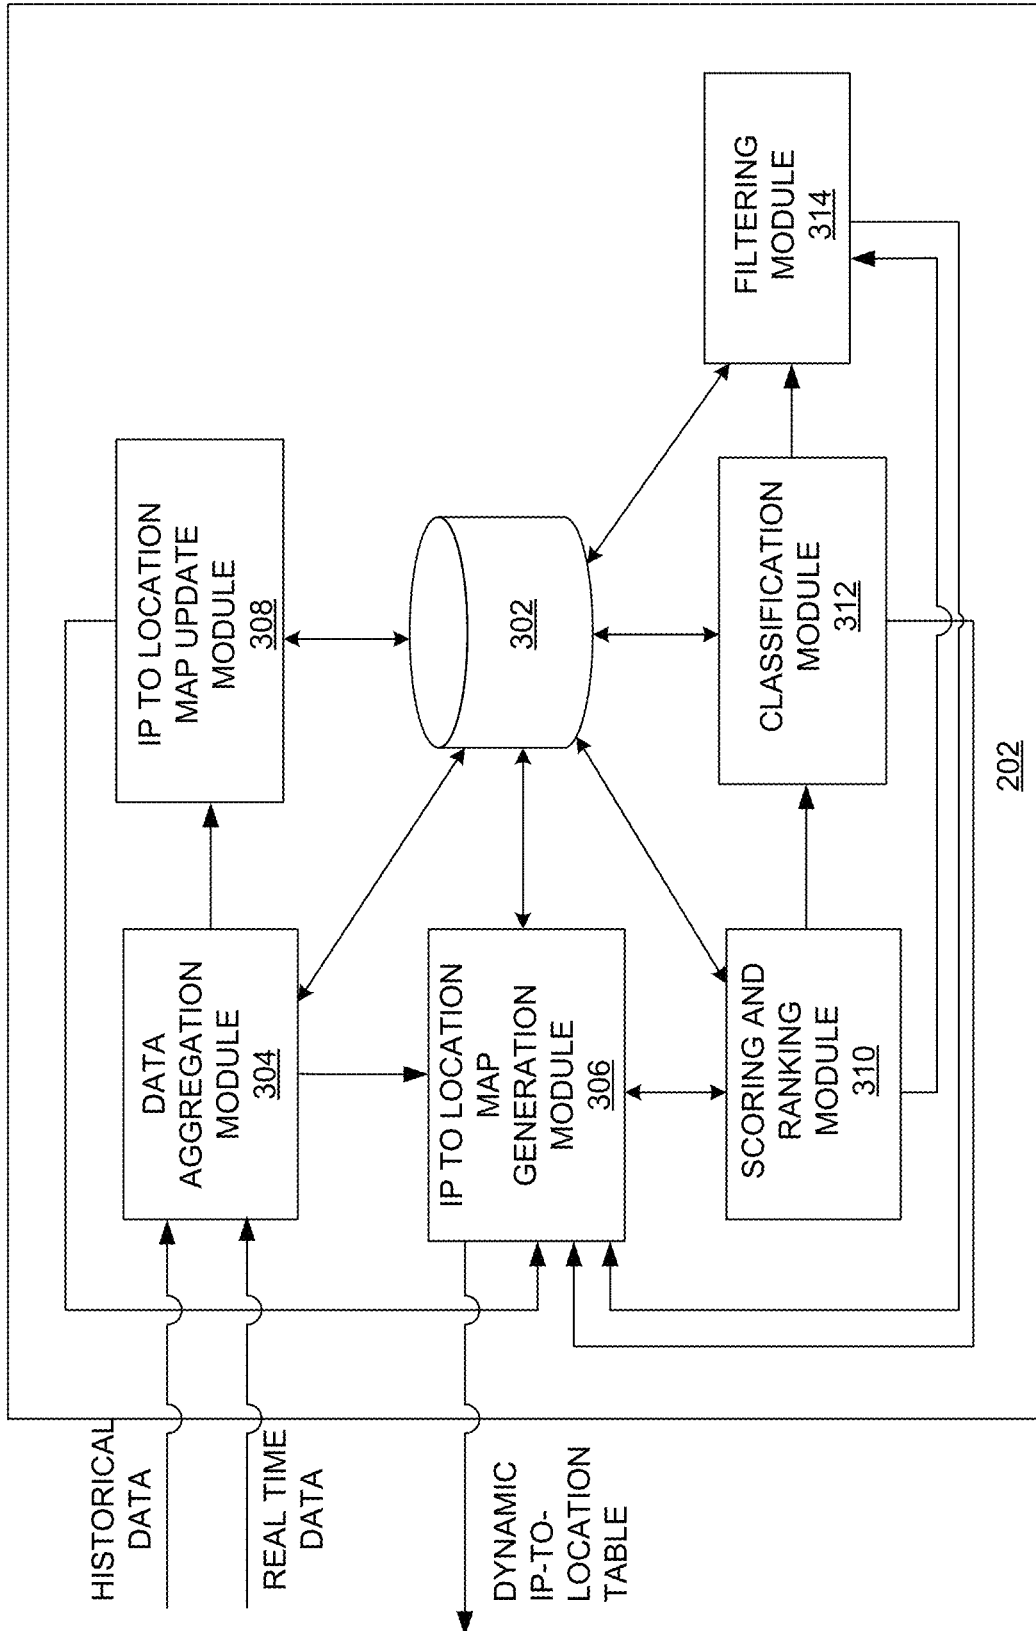 HISTORICAL
DATA
REAL TIME
DATA
DYNAMIC
IP-TO-
LOCATION
TABLE
DATA
AGGREGATION
MODULE
304
IP TO LOCATION
MAP UPDATE
MODULE
308
IP TO LOCATION
MAP
GENERATION
MODULE
306
302
SCORING AND
RANKING
MODULE
310
CLASSIFICATION
MODULE
312
FILTERING
MODULE
314
202